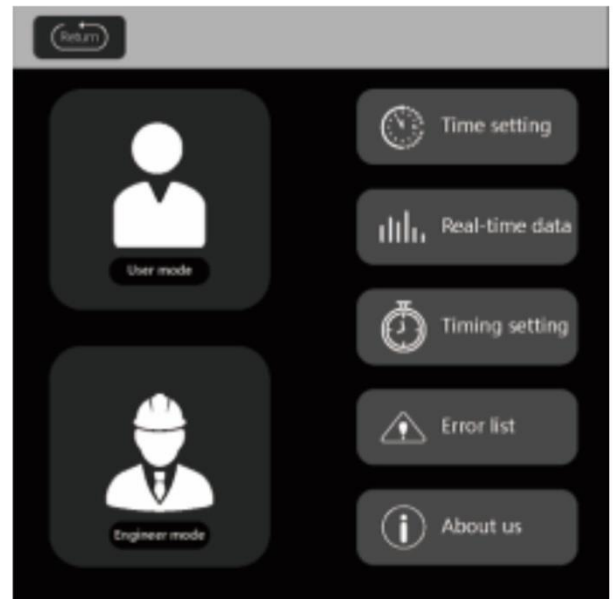 Return
User mode
Engineer mode
Time setting
Real-time data
Timing setting
Error list
About us